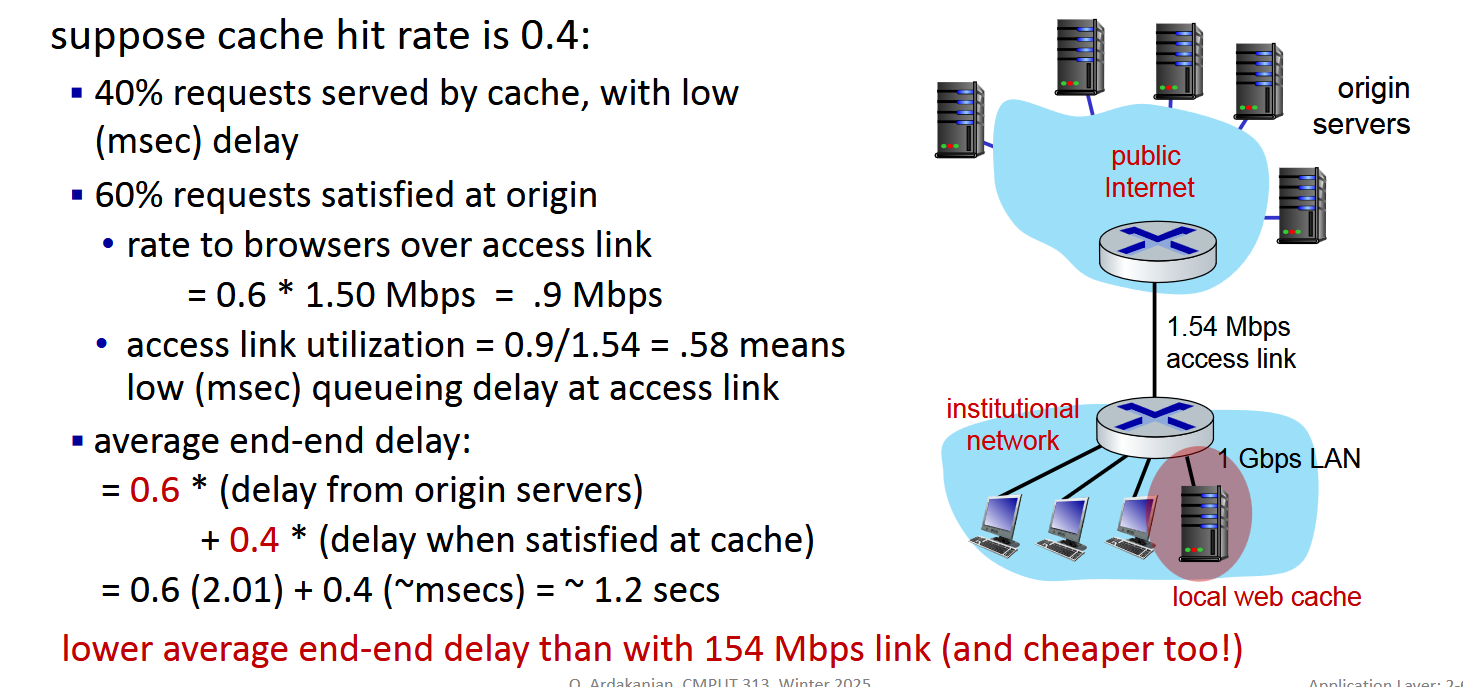 suppose cache hit rate is 0.4:
▪ 40% requests served by cache, with low
(msec) delay
▪ 60% requests satisfied at origin
• rate to browsers over access link
= 0.6 * 1.50 Mbps = .9 Mbps
• access link utilization = 0.9/1.54 = .58 means
low (msec) queueing delay at access link
▪ average end-end delay:
= 0.6 * (delay from origin servers)
+ 0.4 * (delay when satisfied at cache)
= 0.6 (2.01) + 0.4 (~msecs) = ~ 1.2 secs
lower average end-end delay than with 154 Mbps link (and cheaper too!)
origin
servers
public
Internet
1.54 Mbps
access link
institutional
network
1 Gbps LAN
local web cache
O. Ardakanian, CMPUT 313, Winter 2025
Application Layer: 2-